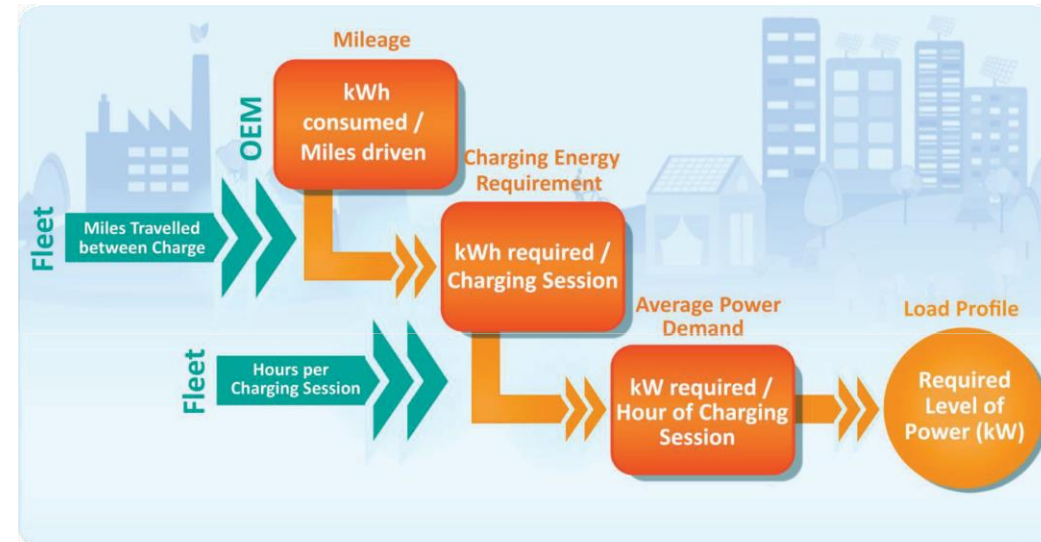 Mileage
kWh
consumed /
Miles driven
OEM
Fleet
Miles Travelled
between Charge
Charging Energy
Requirement
kWh required /
Charging Session
Fleet
Hours per
Charging Session
Average Power
Demand
kW required /
Hour of Charging
Session
Load Profile
Required
Level of
Power (kW)